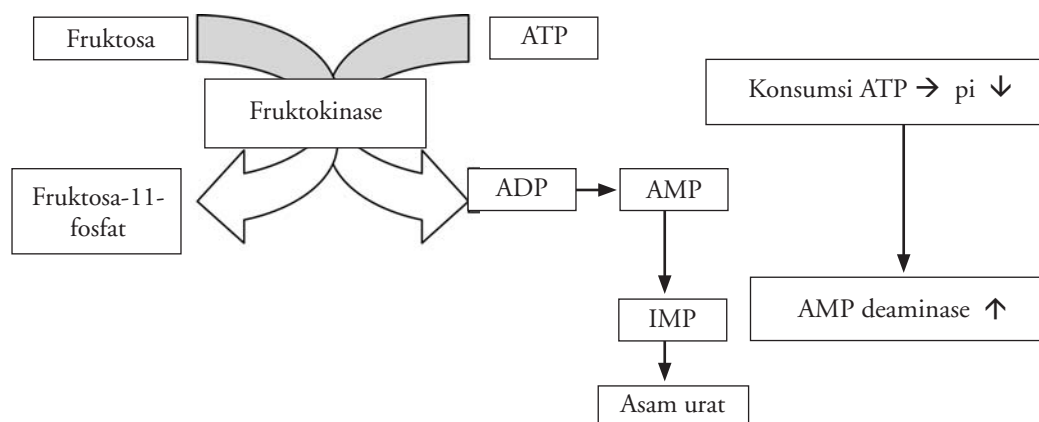 Fruktosa
ATP
Fruktokinase
Konsumsi ATP → pi ↓
Fruktosa-11-
fosfat
ADP
AMP
IMP
AMP deaminase ↑
Asam urat